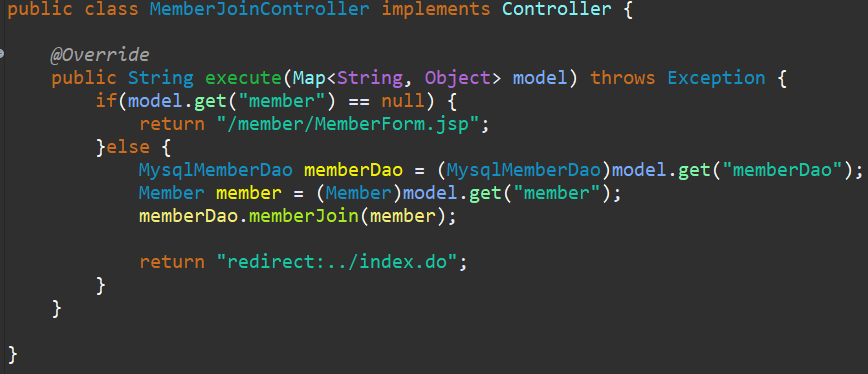 public class MemberJoinController implements Controller {
@Override
public String execute(Map<String, Object> model) throws Exception {
if(model.get("member") == null) {
return "/member/MemberForm.jsp";
}else {
MysqlMemberDao memberDao = (MysqlMemberDao)model.get("memberDao");
Member member = (Member)model.get("member");
memberDao.memberJoin(member);
return "redirect:../index.do";
}
}
}